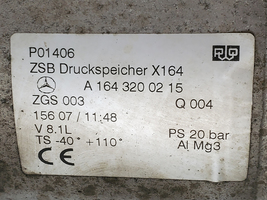 P01406
ZSB Druckspeicher X164
A 164 320 02 15
ZGS 003 Q 004
156 07 / 11:48
V 8.1L PS 20 bar
TS -40° +110° Al Mg3